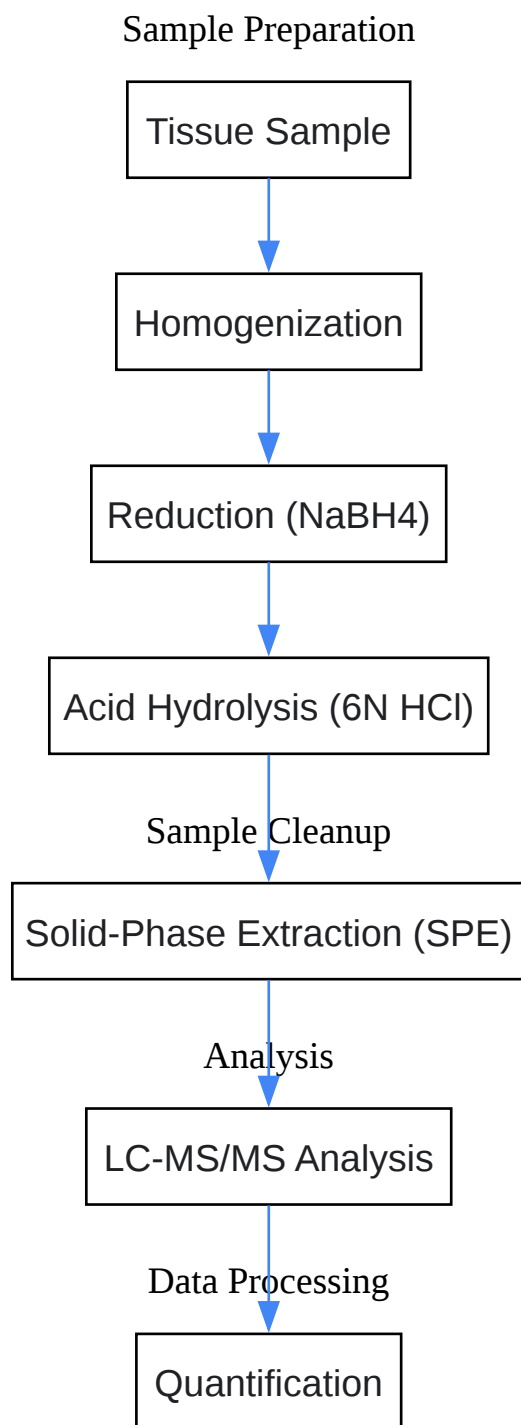 Sample Preparation
Tissue Sample
Homogenization
Reduction (NaBH4)
Acid Hydrolysis (6N HCl)
Sample Cleanup
Solid-Phase Extraction (SPE)
Analysis
LC-MS/MS Analysis
Data Processing
Quantification